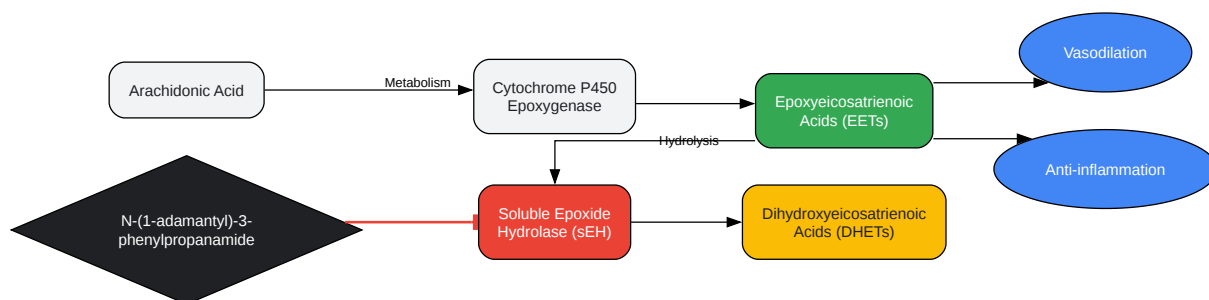 Arachidonic Acid
Metabolism
Cytochrome P450
Epoxygenase
Epoxyeicosatrienoic
Acids (EETs)
Vasodilation
Anti-inflammation
Hydrolysis
N-(1-adamantyl)-3-
phenylpropanamide
Soluble Epoxide
Hydrolase (sEH)
Dihydroxyeicosatrienoic
Acids (DHETs)